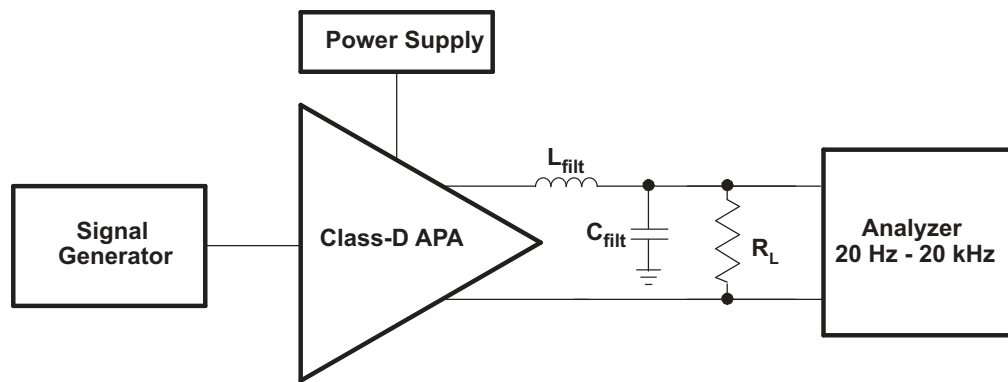 Power Supply
Signal
Generator
Class-D APA
L_filt
C_filt
R_L
Analyzer
20 Hz - 20 kHz